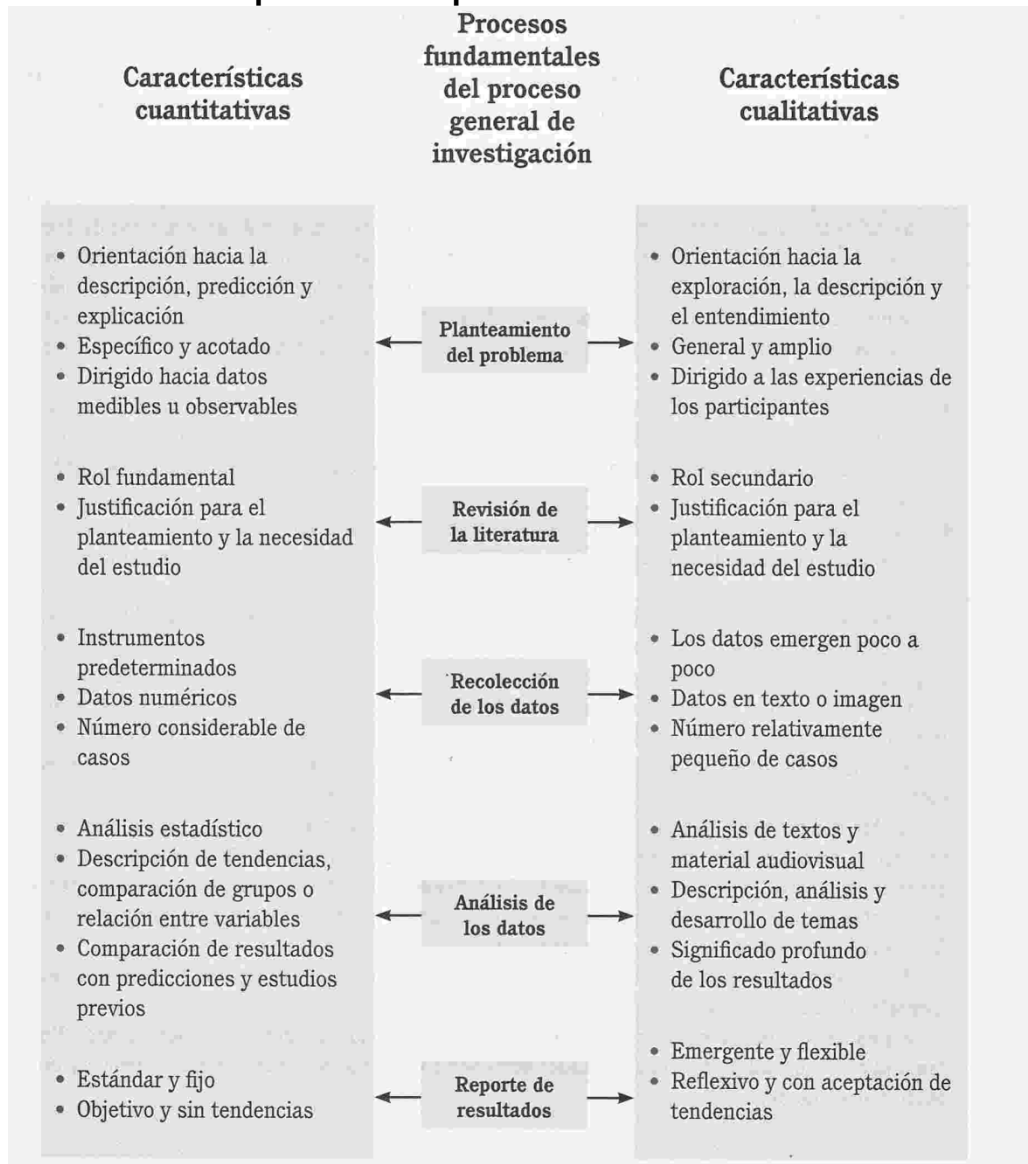 Características
cuantitativas
Procesos
fundamentales
del proceso
general de
investigación
Características
cualitativas
• Orientación hacia la
descripción, predicción y
explicación
• Específico y acotado
• Dirigido hacia datos
medibles u observables
Planteamiento
del problema
• Orientación hacia la
exploración, la descripción y
el entendimiento
• General y amplio
• Dirigido a las experiencias de
los participantes
• Rol fundamental
• Justificación para el
planteamiento y la necesidad
del estudio
Revisión de
la literatura
• Rol secundario
• Justificación para el
planteamiento y la
necesidad del estudio
• Instrumentos
predeterminados
• Datos numéricos
• Número considerable de
casos
Recolección
de los datos
• Los datos emergen poco a
poco
• Datos en texto o imagen
• Número relativamente
pequeño de casos
• Análisis estadístico
• Descripción de tendencias,
comparación de grupos o
relación entre variables
• Comparación de resultados
con predicciones y estudios
previos
Análisis de
los datos
• Análisis de textos y
material audiovisual
• Descripción, análisis y
desarrollo de temas
• Significado profundo
de los resultados
• Estándar y fijo
• Objetivo y sin tendencias
Reporte de
resultados
• Emergente y flexible
• Reflexivo y con aceptación de
tendencias